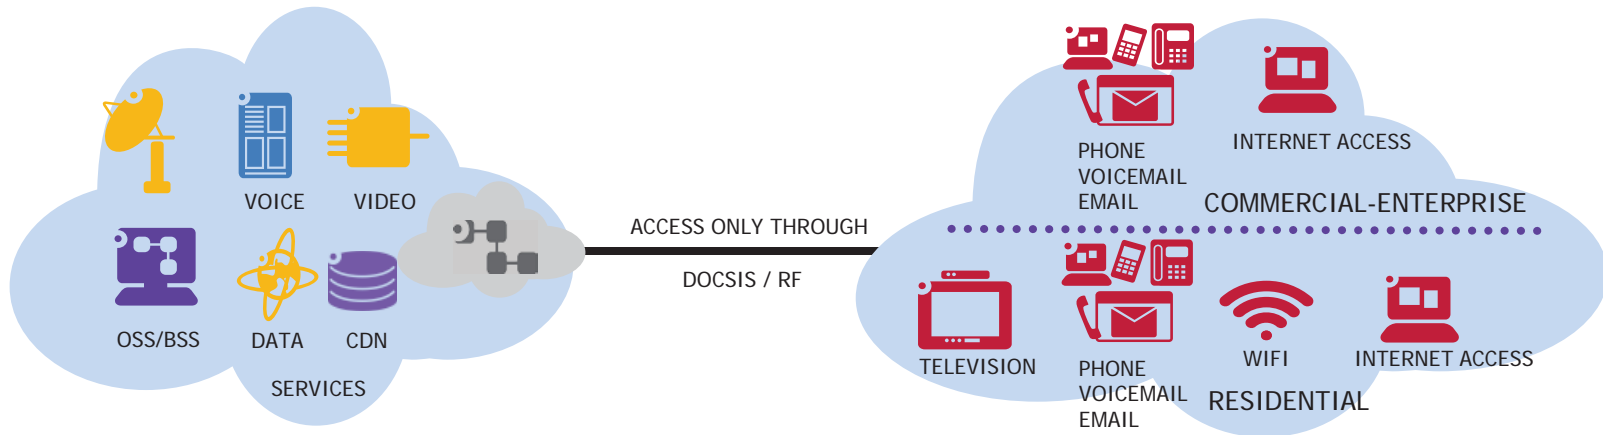 VOICE
VIDEO
OSS/BSS
DATA
CDN
SERVICES
ACCESS ONLY THROUGH
DOCSIS / RF
PHONE
VOICEMAIL
EMAIL
INTERNET ACCESS
COMMERCIAL-ENTERPRISE
TELEVISION
PHONE
VOICEMAIL
EMAIL
WIFI
INTERNET ACCESS
RESIDENTIAL